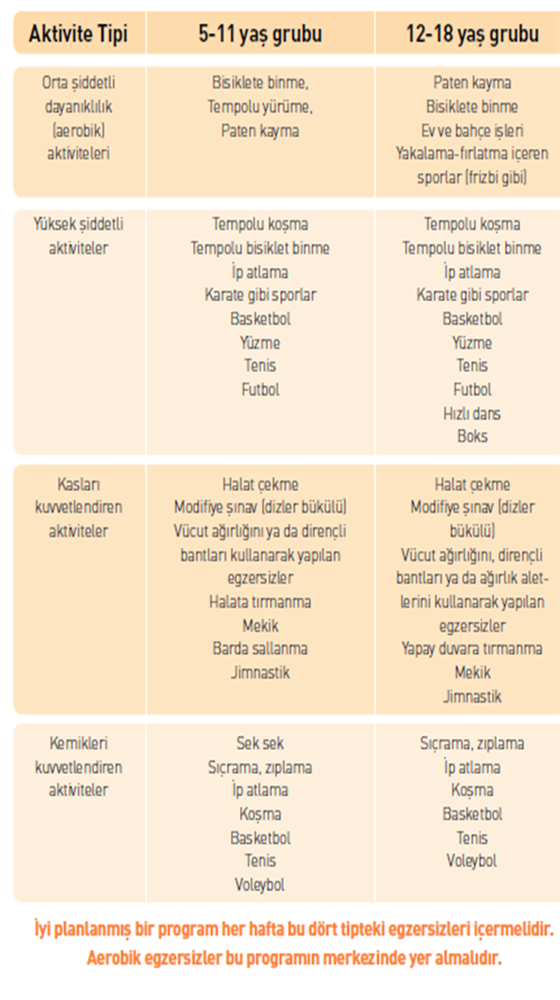 Aktivite Tipi
5-11 yaş grubu
12-18 yaş grubu
Orta şiddetli
dayanıklılık
(aerobik)
aktiviteleri
Bisiklete binme,
Tempolu yürüme,
Paten kayma
Paten kayma
Bisiklete binme
Ev ve bahçe işleri
Yakalama-fırlatma içeren
sporlar (frizbi gibi)
Yüksek şiddetli
aktiviteler
Tempolu koşma
Tempolu bisiklet binme
İp atlama
Karate gibi sporlar
Basketbol
Yüzme
Tenis
Futbol
Tempolu koşma
Tempolu bisiklet binme
İp atlama
Karate gibi sporlar
Basketbol
Yüzme
Tenis
Futbol
Hızlı dans
Boks
Kasları
kuvvetlendiren
aktiviteler
Halat çekme
Modifiye şınav (dizler bükülü)
Vücut ağırlığını ya da dirençli
bantları kullanarak yapılan
egzersizler
Halata tırmanma
Mekik
Barda sallanma
Jimnastik
Halat çekme
Modifiye şınav (dizler
bükülü)
Vücut ağırlığını, dirençli
bantları ya da ağırlık alet-
lerini kullanarak yapılan
egzersizler
Yapay duvara tırmanma
Mekik
Jimnastik
Kemikleri
kuvvetlendiren
aktiviteler
Sek sek
Sıçrama, zıplama
İp atlama
Koşma
Basketbol
Tenis
Voleybol
Sıçrama, zıplama
İp atlama
Koşma
Basketbol
Tenis
Voleybol
İyi planlanmış bir program her hafta bu dört tipteki egzersizleri içermelidir.
Aerobik egzersizler bu programın merkezinde yer almalıdır.